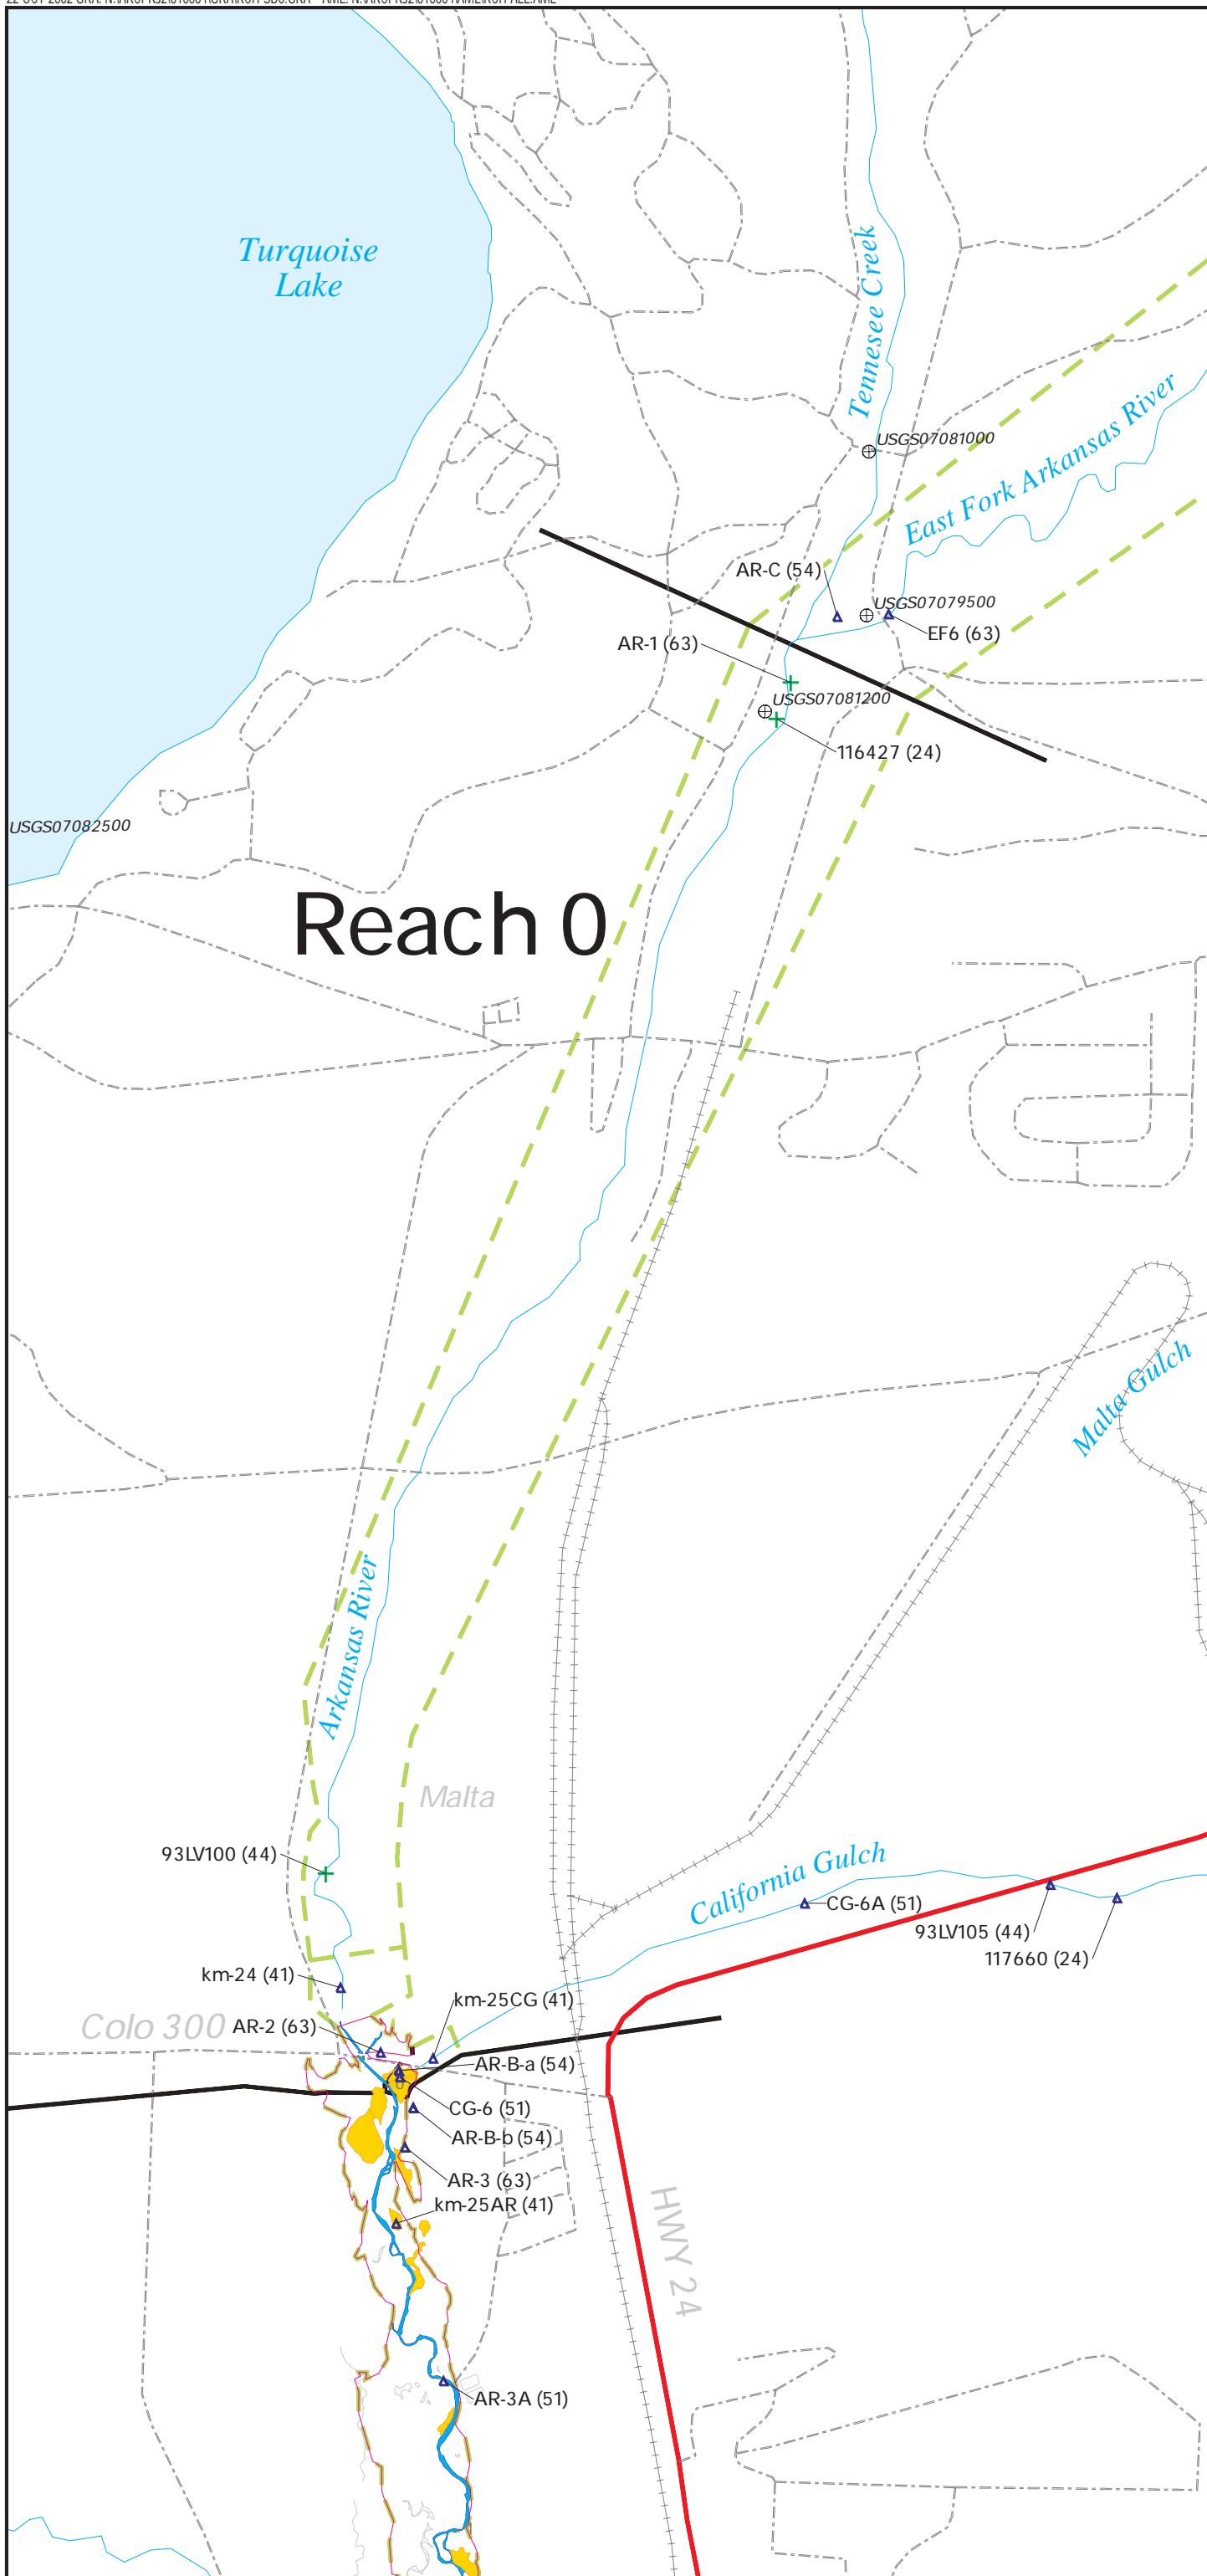 Turquoise
Lake
Tennesee Creek
USGS07081000
East Fork Arkansas River
AR-C (54)
USGS07079500
EF6 (63)
AR-1 (63)
USGS07081200
116427 (24)
USGS07082500
Reach 0
Malta Gulch
Arkansas River
Malta
93LV100 (44)
California Gulch
CG-6A (51)
93LV105 (44)
117660 (24)
km-24 (41)
km-25CG (41)
Colo 300
AR-2 (63)
AR-B-a (54)
CG-6 (51)
AR-B-b (54)
AR-3 (63)
km-25AR (41)
HWY 24
AR-3A (51)